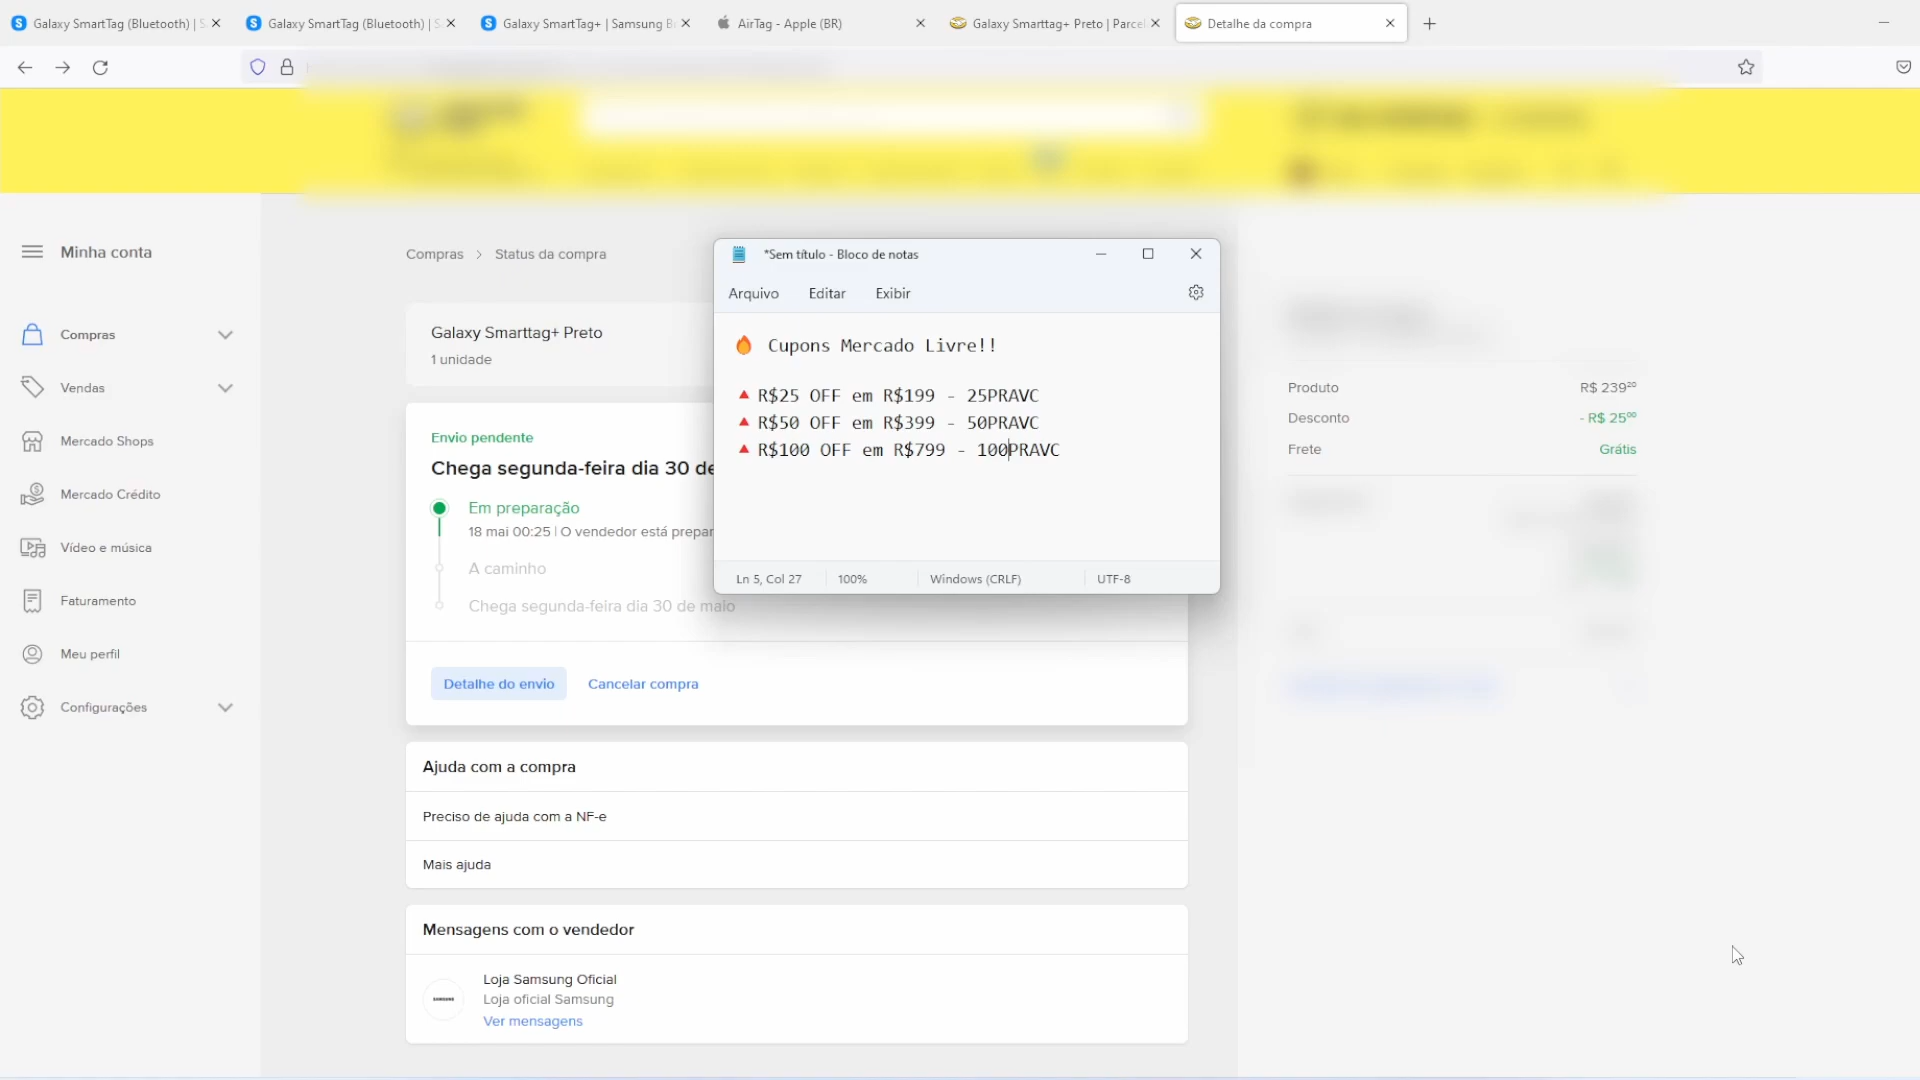 Galaxy SmartTag (Bluetooth) | S
Galaxy SmartTag (Bluetooth) | S
Galaxy SmartTag+ | Samsung B
AirTag - Apple (BR)
Galaxy Smarttag+ Preto | Parcel
Detalhe da compra
Minha conta
Compras
Vendas
Mercado Shops
Mercado Crédito
Vídeo e música
Faturamento
Meu perfil
Configurações
Compras > Status da compra
Galaxy Smarttag+ Preto
1 unidade
Envio pendente
Chega segunda-feira dia 30 de
Em preparação
18 mai 00:25 | O vendedor está prepar
A caminho
Chega segunda-feira dia 30 de maio
Detalhe do envio
Cancelar compra
Ajuda com a compra
Preciso de ajuda com a NF-e
Mais ajuda
Mensagens com o vendedor
SAMSUNG
Loja Samsung Oficial
Loja oficial Samsung
Ver mensagens
*Sem título - Bloco de notas
Arquivo Editar Exibir
🔥 Cupons Mercado Livre!!
🔺R$25 OFF em R$199 - 25PRAVC
🔺R$50 OFF em R$399 - 50PRAVC
🔺R$100 OFF em R$799 - 100PRAVC
Ln 5, Col 27 100% Windows (CRLF) UTF-8
Produto R$ 239²⁰
Desconto - R$ 25⁰⁰
Frete Grátis